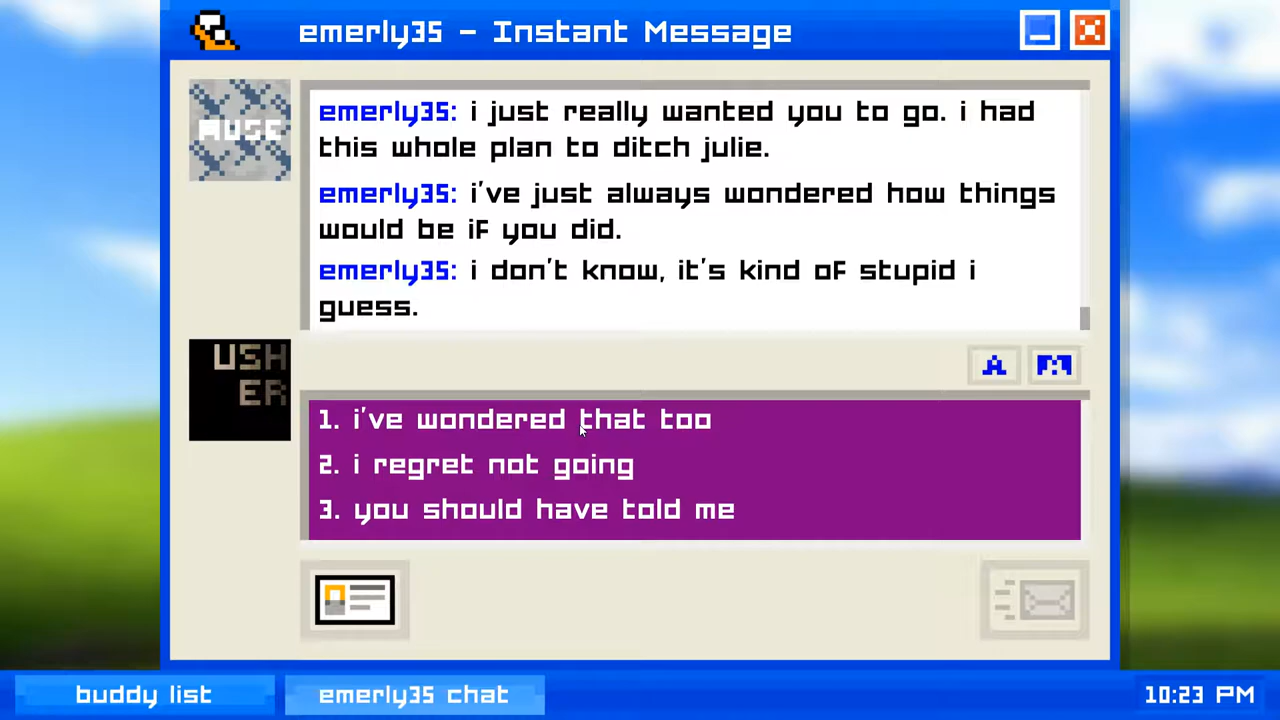 emerly35 - Instant Message
MUSE
emerly35: i just really wanted you to go. i had
this whole plan to ditch julie.
emerly35: i've just always wondered how things
would be if you did.
emerly35: i don't know, it's kind of stupid i
guess.
USH
ER
A
1. i've wondered that too
2. i regret not going
3. you should have told me
buddy list
emerly35 chat
10:23 PM